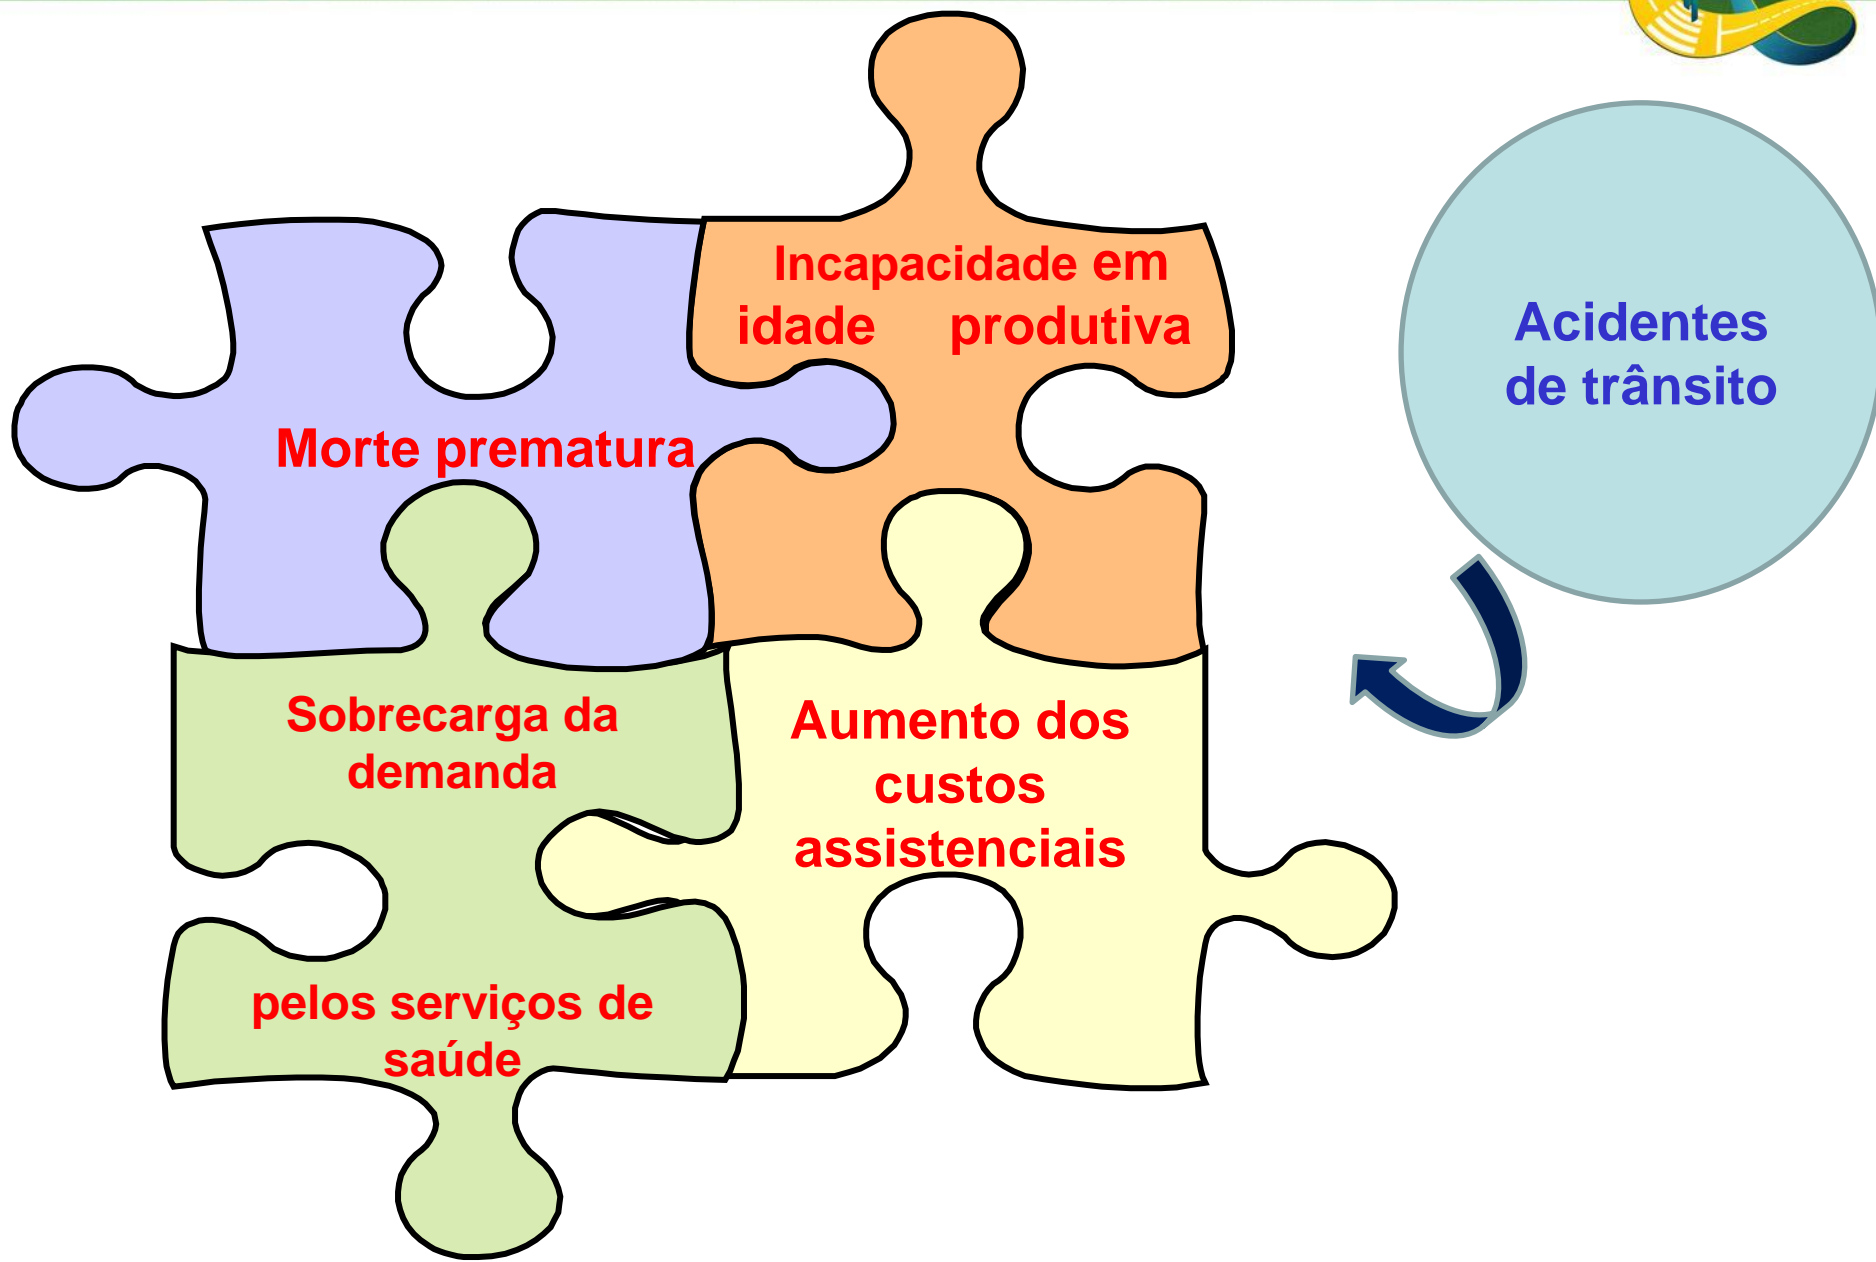 Incapacidade em
idade produtiva
Morte prematura
Acidentes
de trânsito
Sobrecarga da
demanda
pelos serviços de
saúde
Aumento dos
custos
assistenciais